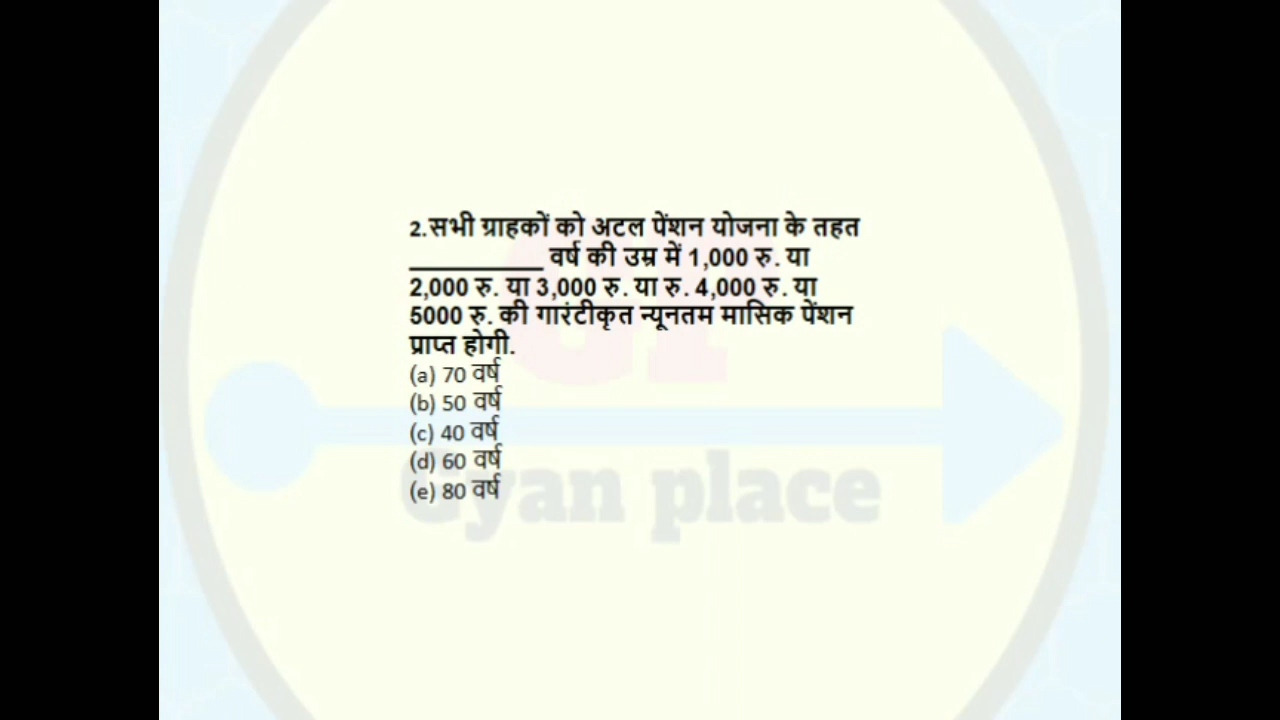 2.सभी ग्राहकों को अटल पेंशन योजना के तहत
__________ वर्ष की उम्र में 1,000 रु. या
2,000 रु. या 3,000 रु. या रु. 4,000 रु. या
5000 रु. की गारंटीकृत न्यूनतम मासिक पेंशन
प्राप्त होगी.
(a) 70 वर्ष
(b) 50 वर्ष
(c) 40 वर्ष
(d) 60 वर्ष
(e) 80 वर्ष
Gyan place